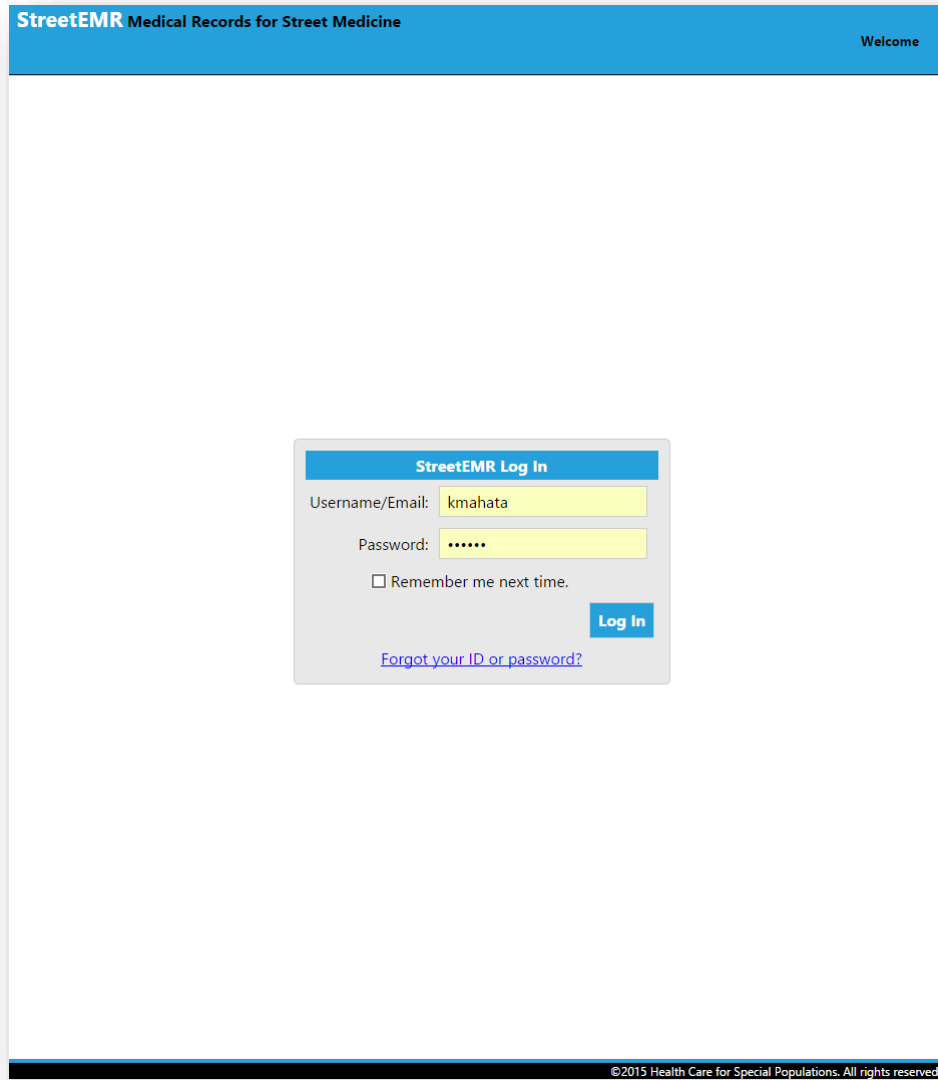 StreetEMR Medical Records for Street Medicine
Welcome
StreetEMR Log In
Username/Email: kmahata
Password: ••••••
Remember me next time.
Log In
Forgot your ID or password?
©2015 Health Care for Special Populations. All rights reserved